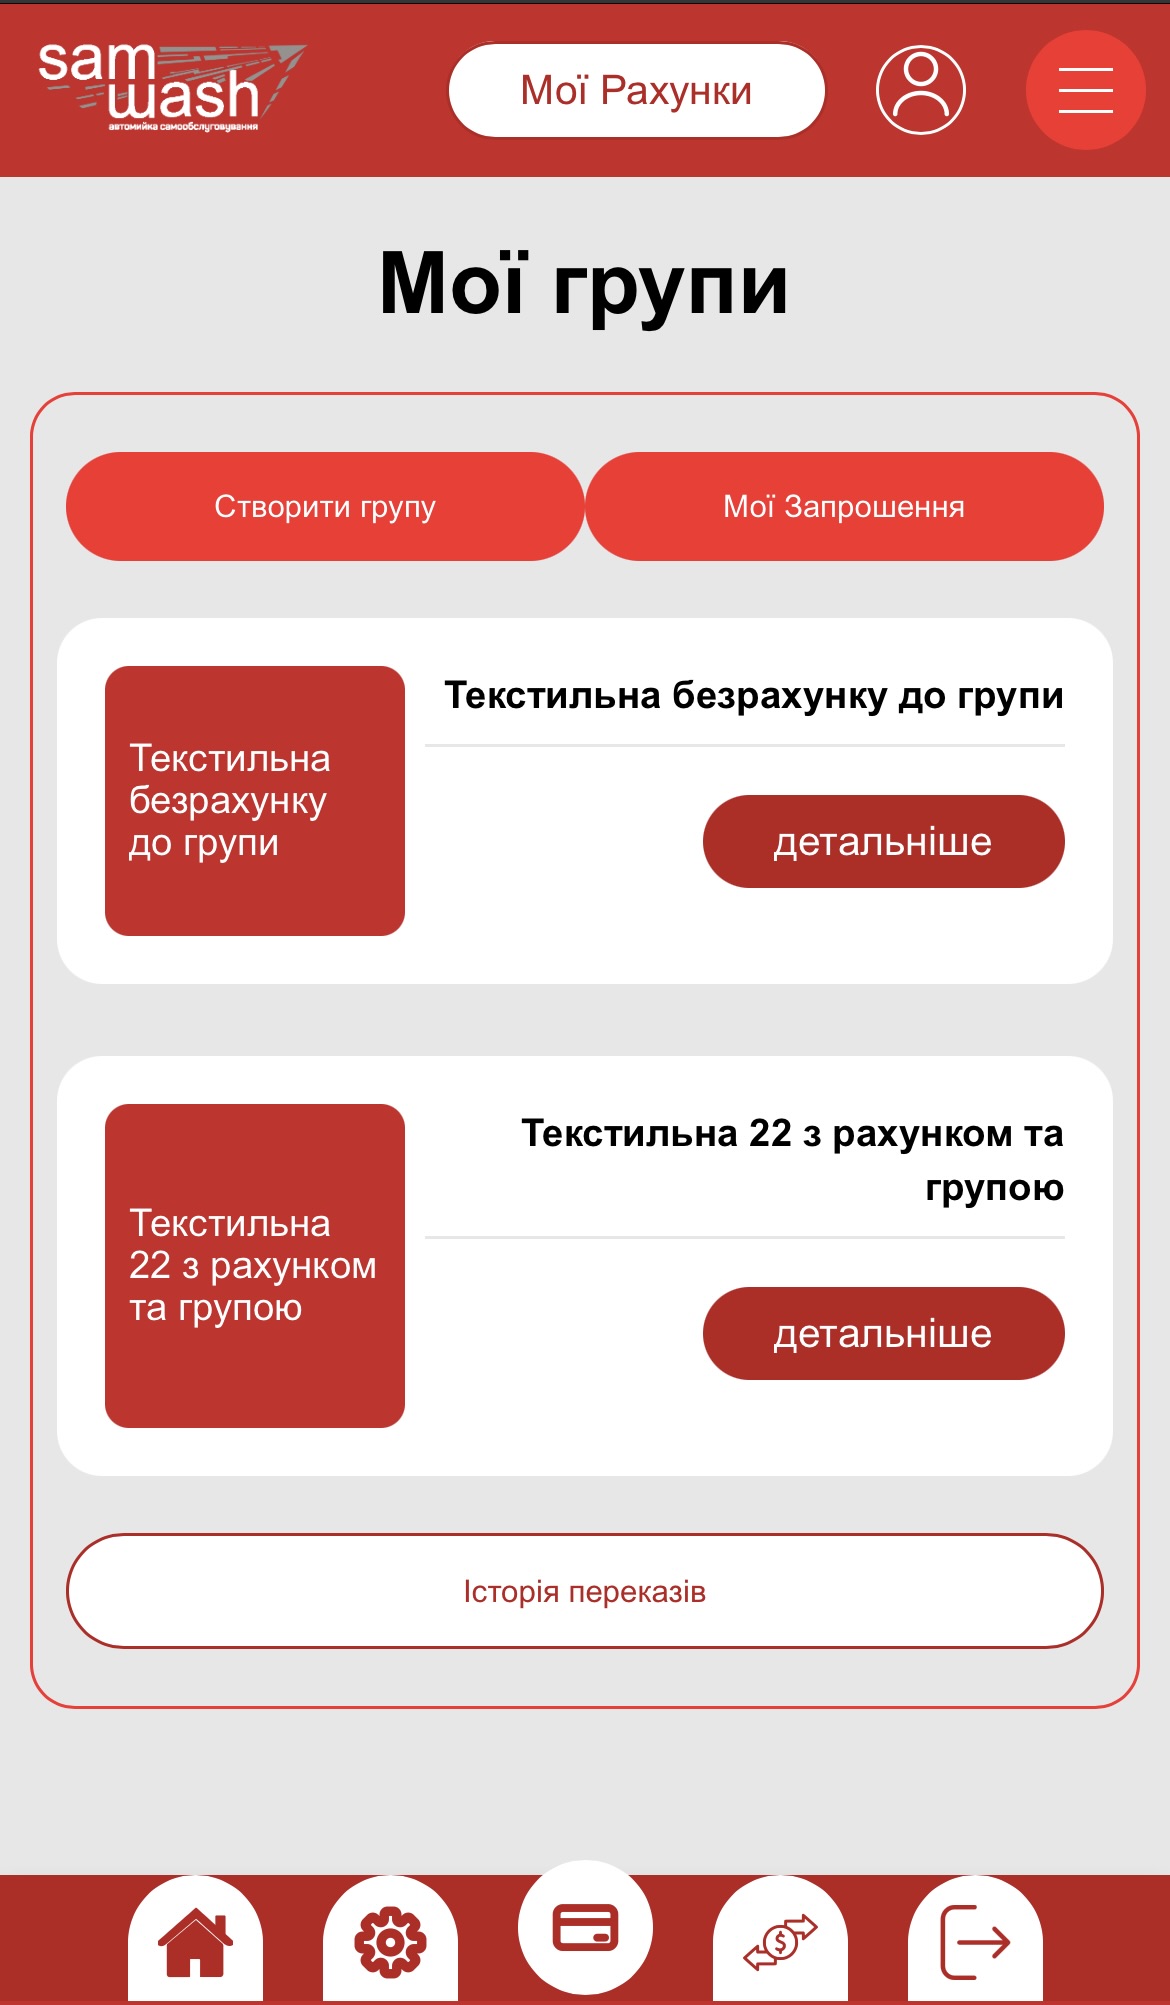 sam
wash
автомийка самообслуговування
Мої Рахунки
Мої групи
Створити групу
Мої Запрошення
Текстильна
безрахунку
до групи
Текстильна безрахунку до групи
детальніше
Текстильна
22 з рахунком
та групою
Текстильна 22 з рахунком та
групою
детальніше
Історія переказів
$